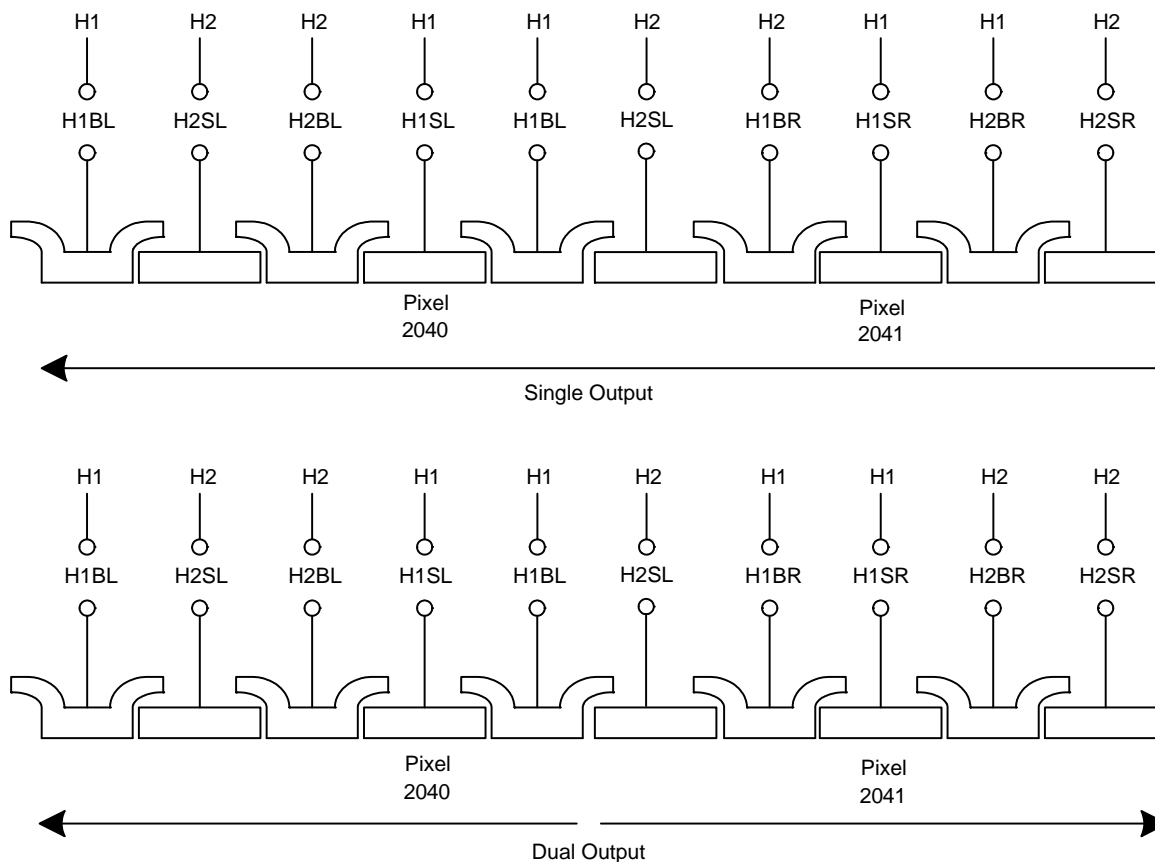 H1 H2 H2 H1 H1 H2 H2 H1 H1 H2
H1BL H2SL H2BL H1SL H1BL H2SL H1BR H1SR H2BR H2SR
Pixel Pixel
2040 2041
Single Output
H1 H2 H2 H1 H1 H2 H1 H1 H2 H2
H1BL H2SL H2BL H1SL H1BL H2SL H1BR H1SR H2BR H2SR
Pixel Pixel
2040 2041
Dual Output